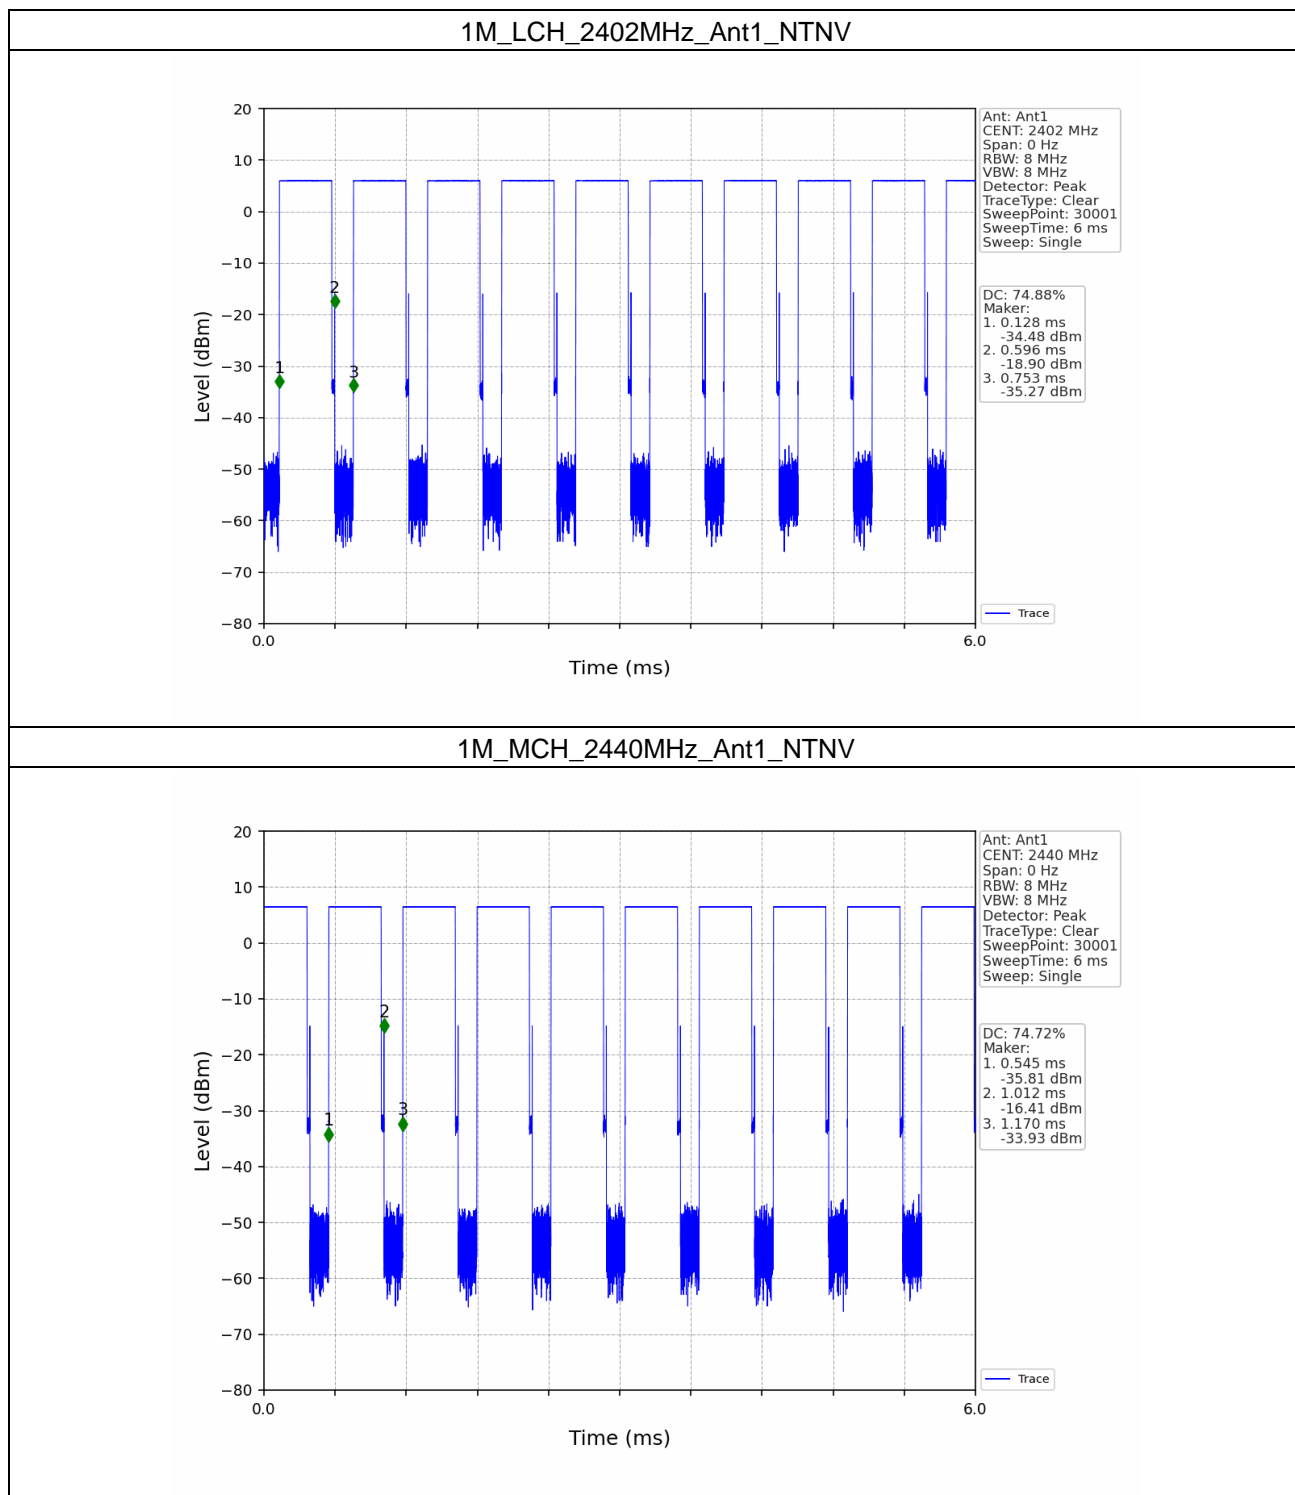 1M_LCH_2402MHz_Ant1_NTNV
20
10
0
−10
−20
−30
−40
−50
−60
−70
−80
Level (dBm)
1
2
3
0.0
6.0
Time (ms)
Ant: Ant1
CENT: 2402 MHz
Span: 0 Hz
RBW: 8 MHz
VBW: 8 MHz
Detector: Peak
TraceType: Clear
SweepPoint: 30001
SweepTime: 6 ms
Sweep: Single
DC: 74.88%
Maker:
1. 0.128 ms
-34.48 dBm
2. 0.596 ms
-18.90 dBm
3. 0.753 ms
-35.27 dBm
Trace
1M_MCH_2440MHz_Ant1_NTNV
20
10
0
−10
−20
−30
−40
−50
−60
−70
−80
Level (dBm)
1
2
3
0.0
6.0
Time (ms)
Ant: Ant1
CENT: 2440 MHz
Span: 0 Hz
RBW: 8 MHz
VBW: 8 MHz
Detector: Peak
TraceType: Clear
SweepPoint: 30001
SweepTime: 6 ms
Sweep: Single
DC: 74.72%
Maker:
1. 0.545 ms
-35.81 dBm
2. 1.012 ms
-16.41 dBm
3. 1.170 ms
-33.93 dBm
Trace